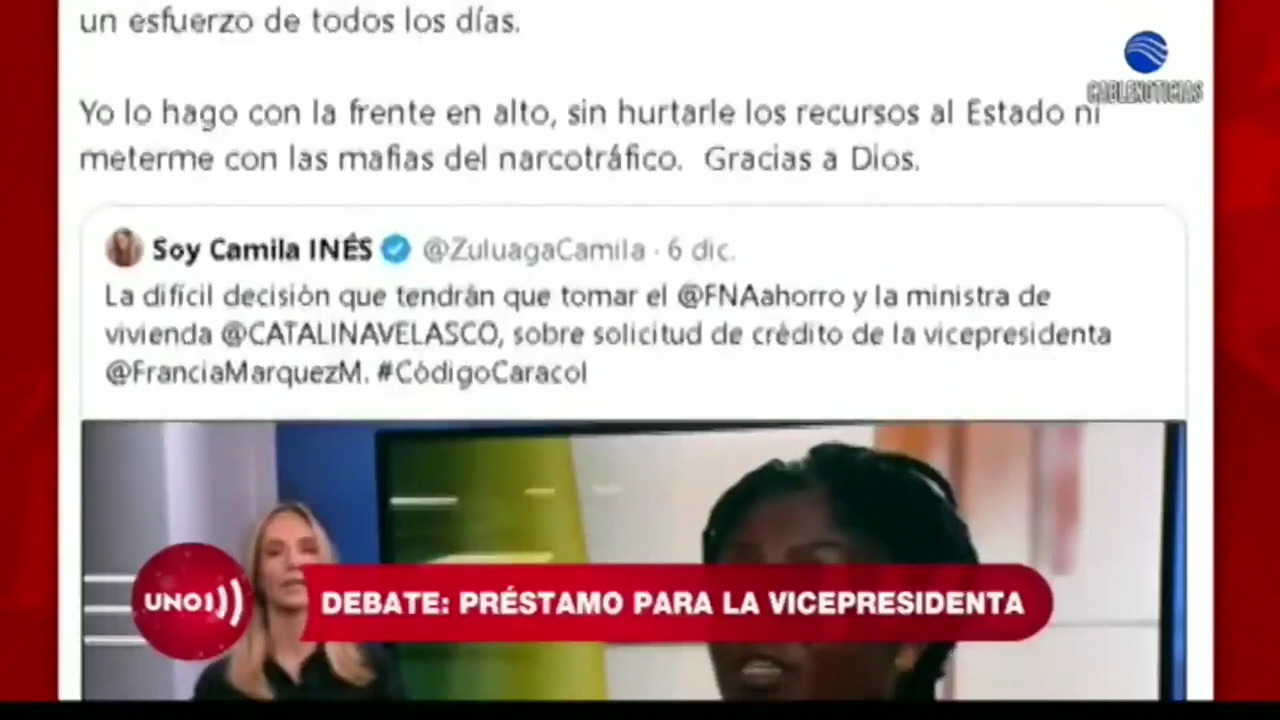 un esfuerzo de todos los días.
CABLENOTICIAS
Yo lo hago con la frente en alto, sin hurtarle los recursos al Estado ni
meterme con las mafias del narcotráfico. Gracias a Dios.
Soy Camila INÉS @ZuluagaCamila · 6 dic.
La difícil decisión que tendrán que tomar el @FNAahorro y la ministra de
vivienda @CATALINAVELASCO, sobre solicitud de crédito de la vicepresidenta
@FranciaMarquezM. #CódigoCaracol
UNO1
DEBATE: PRÉSTAMO PARA LA VICEPRESIDENTA